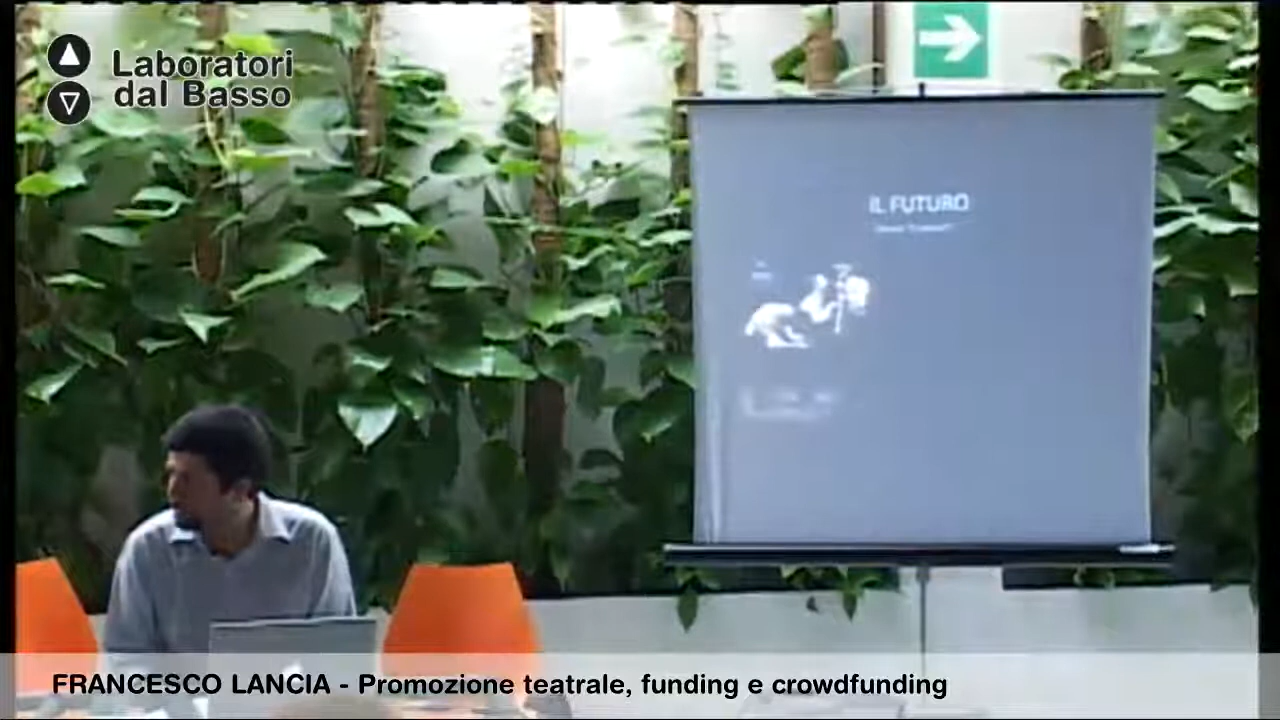 Laboratori
dal Basso
IL FUTURO
FRANCESCO LANCIA - Promozione teatrale, funding e crowdfunding